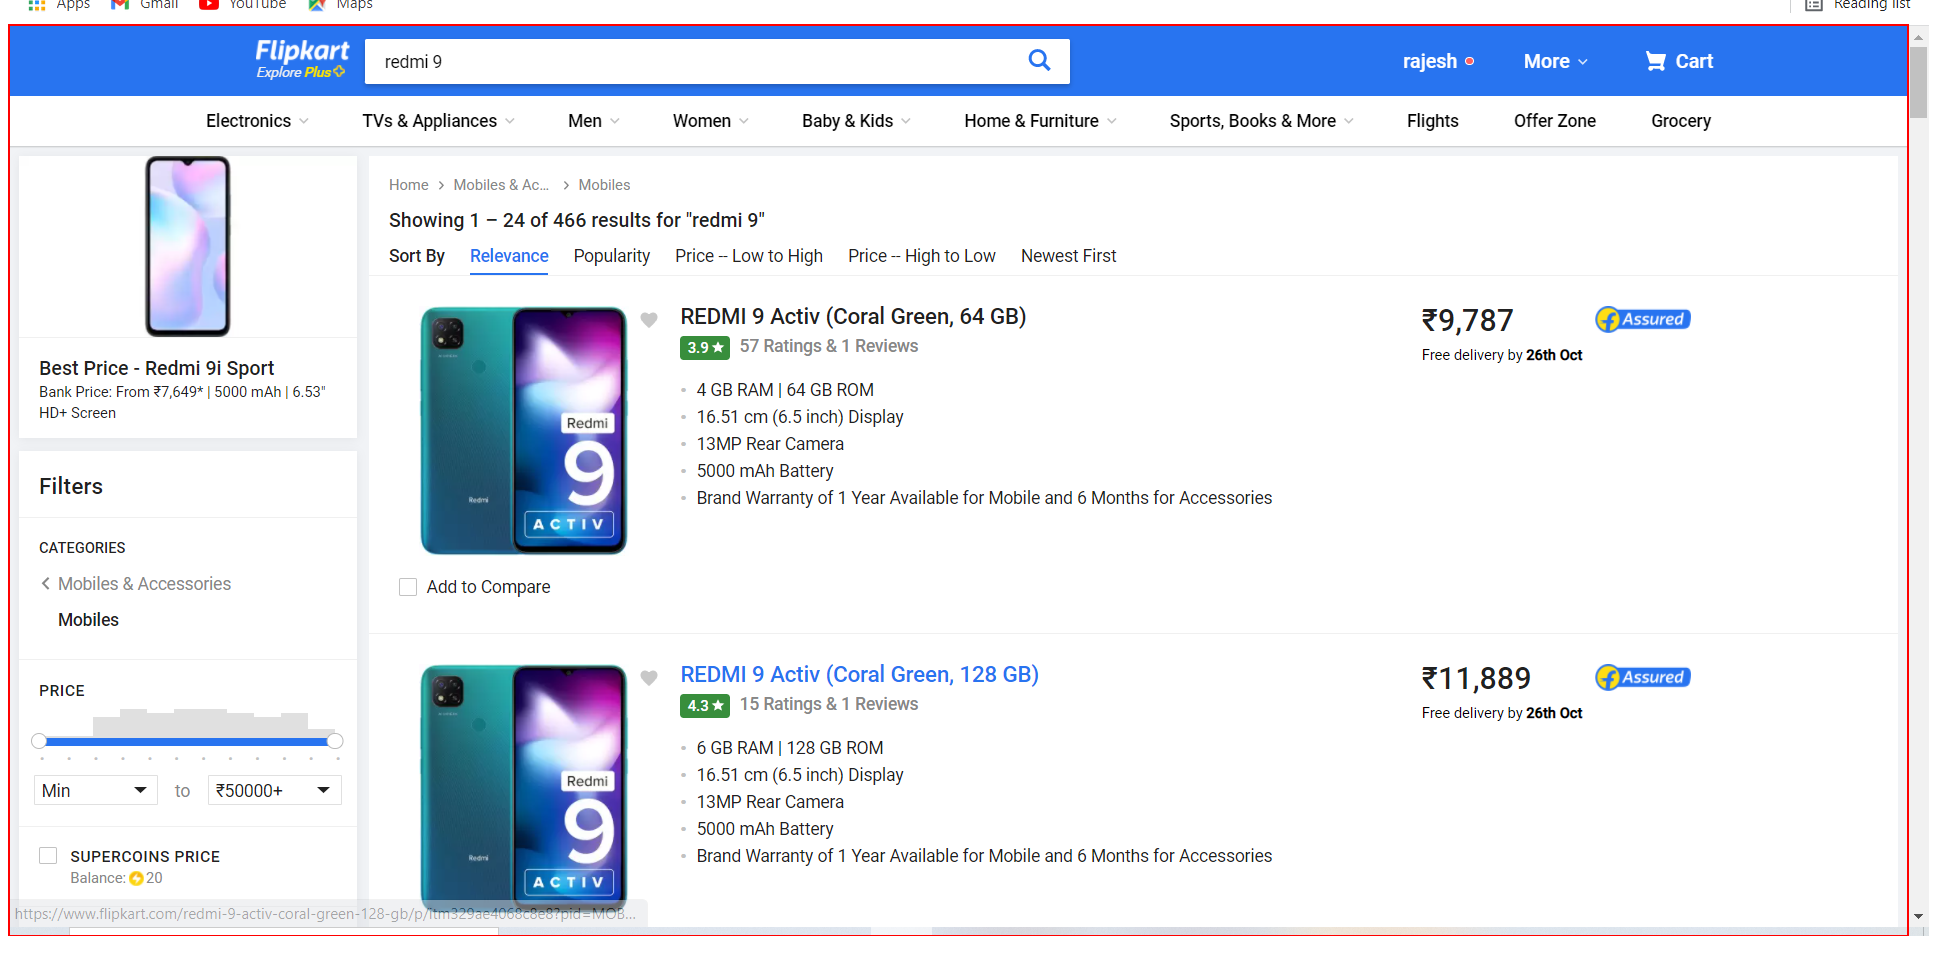 Apps Gmail YouTube Maps Reading list
Flipkart
Explore Plus
redmi 9
rajesh More Cart
Electronics TVs & Appliances Men Women Baby & Kids Home & Furniture Sports, Books & More Flights Offer Zone Grocery
Best Price - Redmi 9i Sport
Bank Price: From ₹7,649* | 5000 mAh | 6.53"
HD+ Screen
Filters
CATEGORIES
Mobiles & Accessories
Mobiles
PRICE
Min to ₹50000+
SUPERCOINS PRICE
Balance: 20
Home > Mobiles & Ac... > Mobiles
Showing 1 – 24 of 466 results for "redmi 9"
Sort By Relevance Popularity Price -- Low to High Price -- High to Low Newest First
Redmi
Redmi
9
ACTIV
Add to Compare
REDMI 9 Activ (Coral Green, 64 GB)
3.9★ 57 Ratings & 1 Reviews
4 GB RAM | 64 GB ROM
16.51 cm (6.5 inch) Display
13MP Rear Camera
5000 mAh Battery
Brand Warranty of 1 Year Available for Mobile and 6 Months for Accessories
₹9,787 Assured
Free delivery by 26th Oct
Redmi
Redmi
9
ACTIV
REDMI 9 Activ (Coral Green, 128 GB)
4.3★ 15 Ratings & 1 Reviews
6 GB RAM | 128 GB ROM
16.51 cm (6.5 inch) Display
13MP Rear Camera
5000 mAh Battery
Brand Warranty of 1 Year Available for Mobile and 6 Months for Accessories
₹11,889 Assured
Free delivery by 26th Oct
https://www.flipkart.com/redmi-9-activ-coral-green-128-gb/p/itm329ae4068c8e8?pid=MOB...